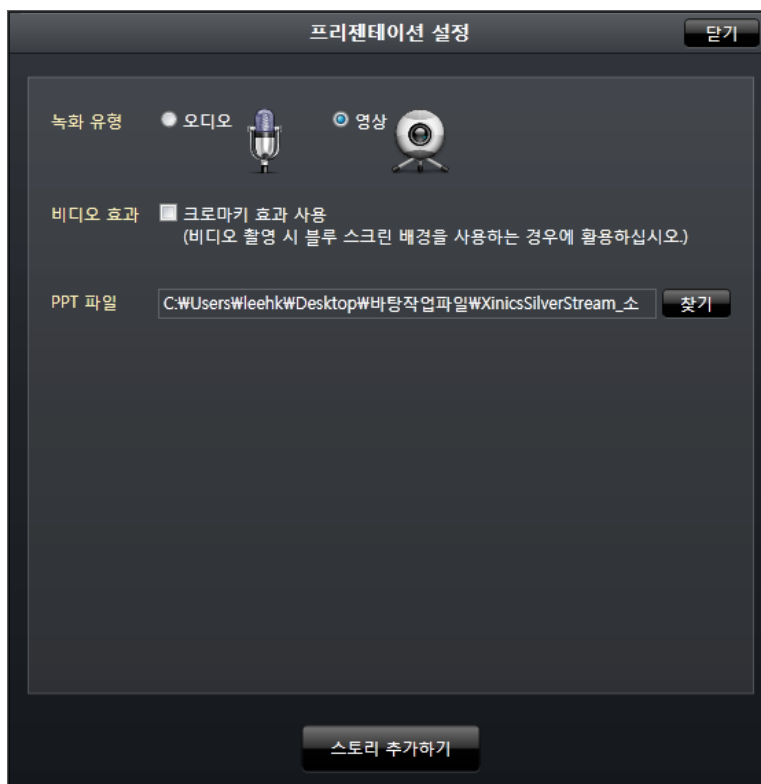 프리젠테이션 설정 닫기
녹화 유형 오디오 영상
비디오 효과 크로마키 효과 사용
(비디오 촬영 시 블루 스크린 배경을 사용하는 경우에 활용하십시오.)
PPT 파일 C:₩Users₩leehk₩Desktop₩바탕작업파일₩XinicsSilverStream_소 찾기
스토리 추가하기